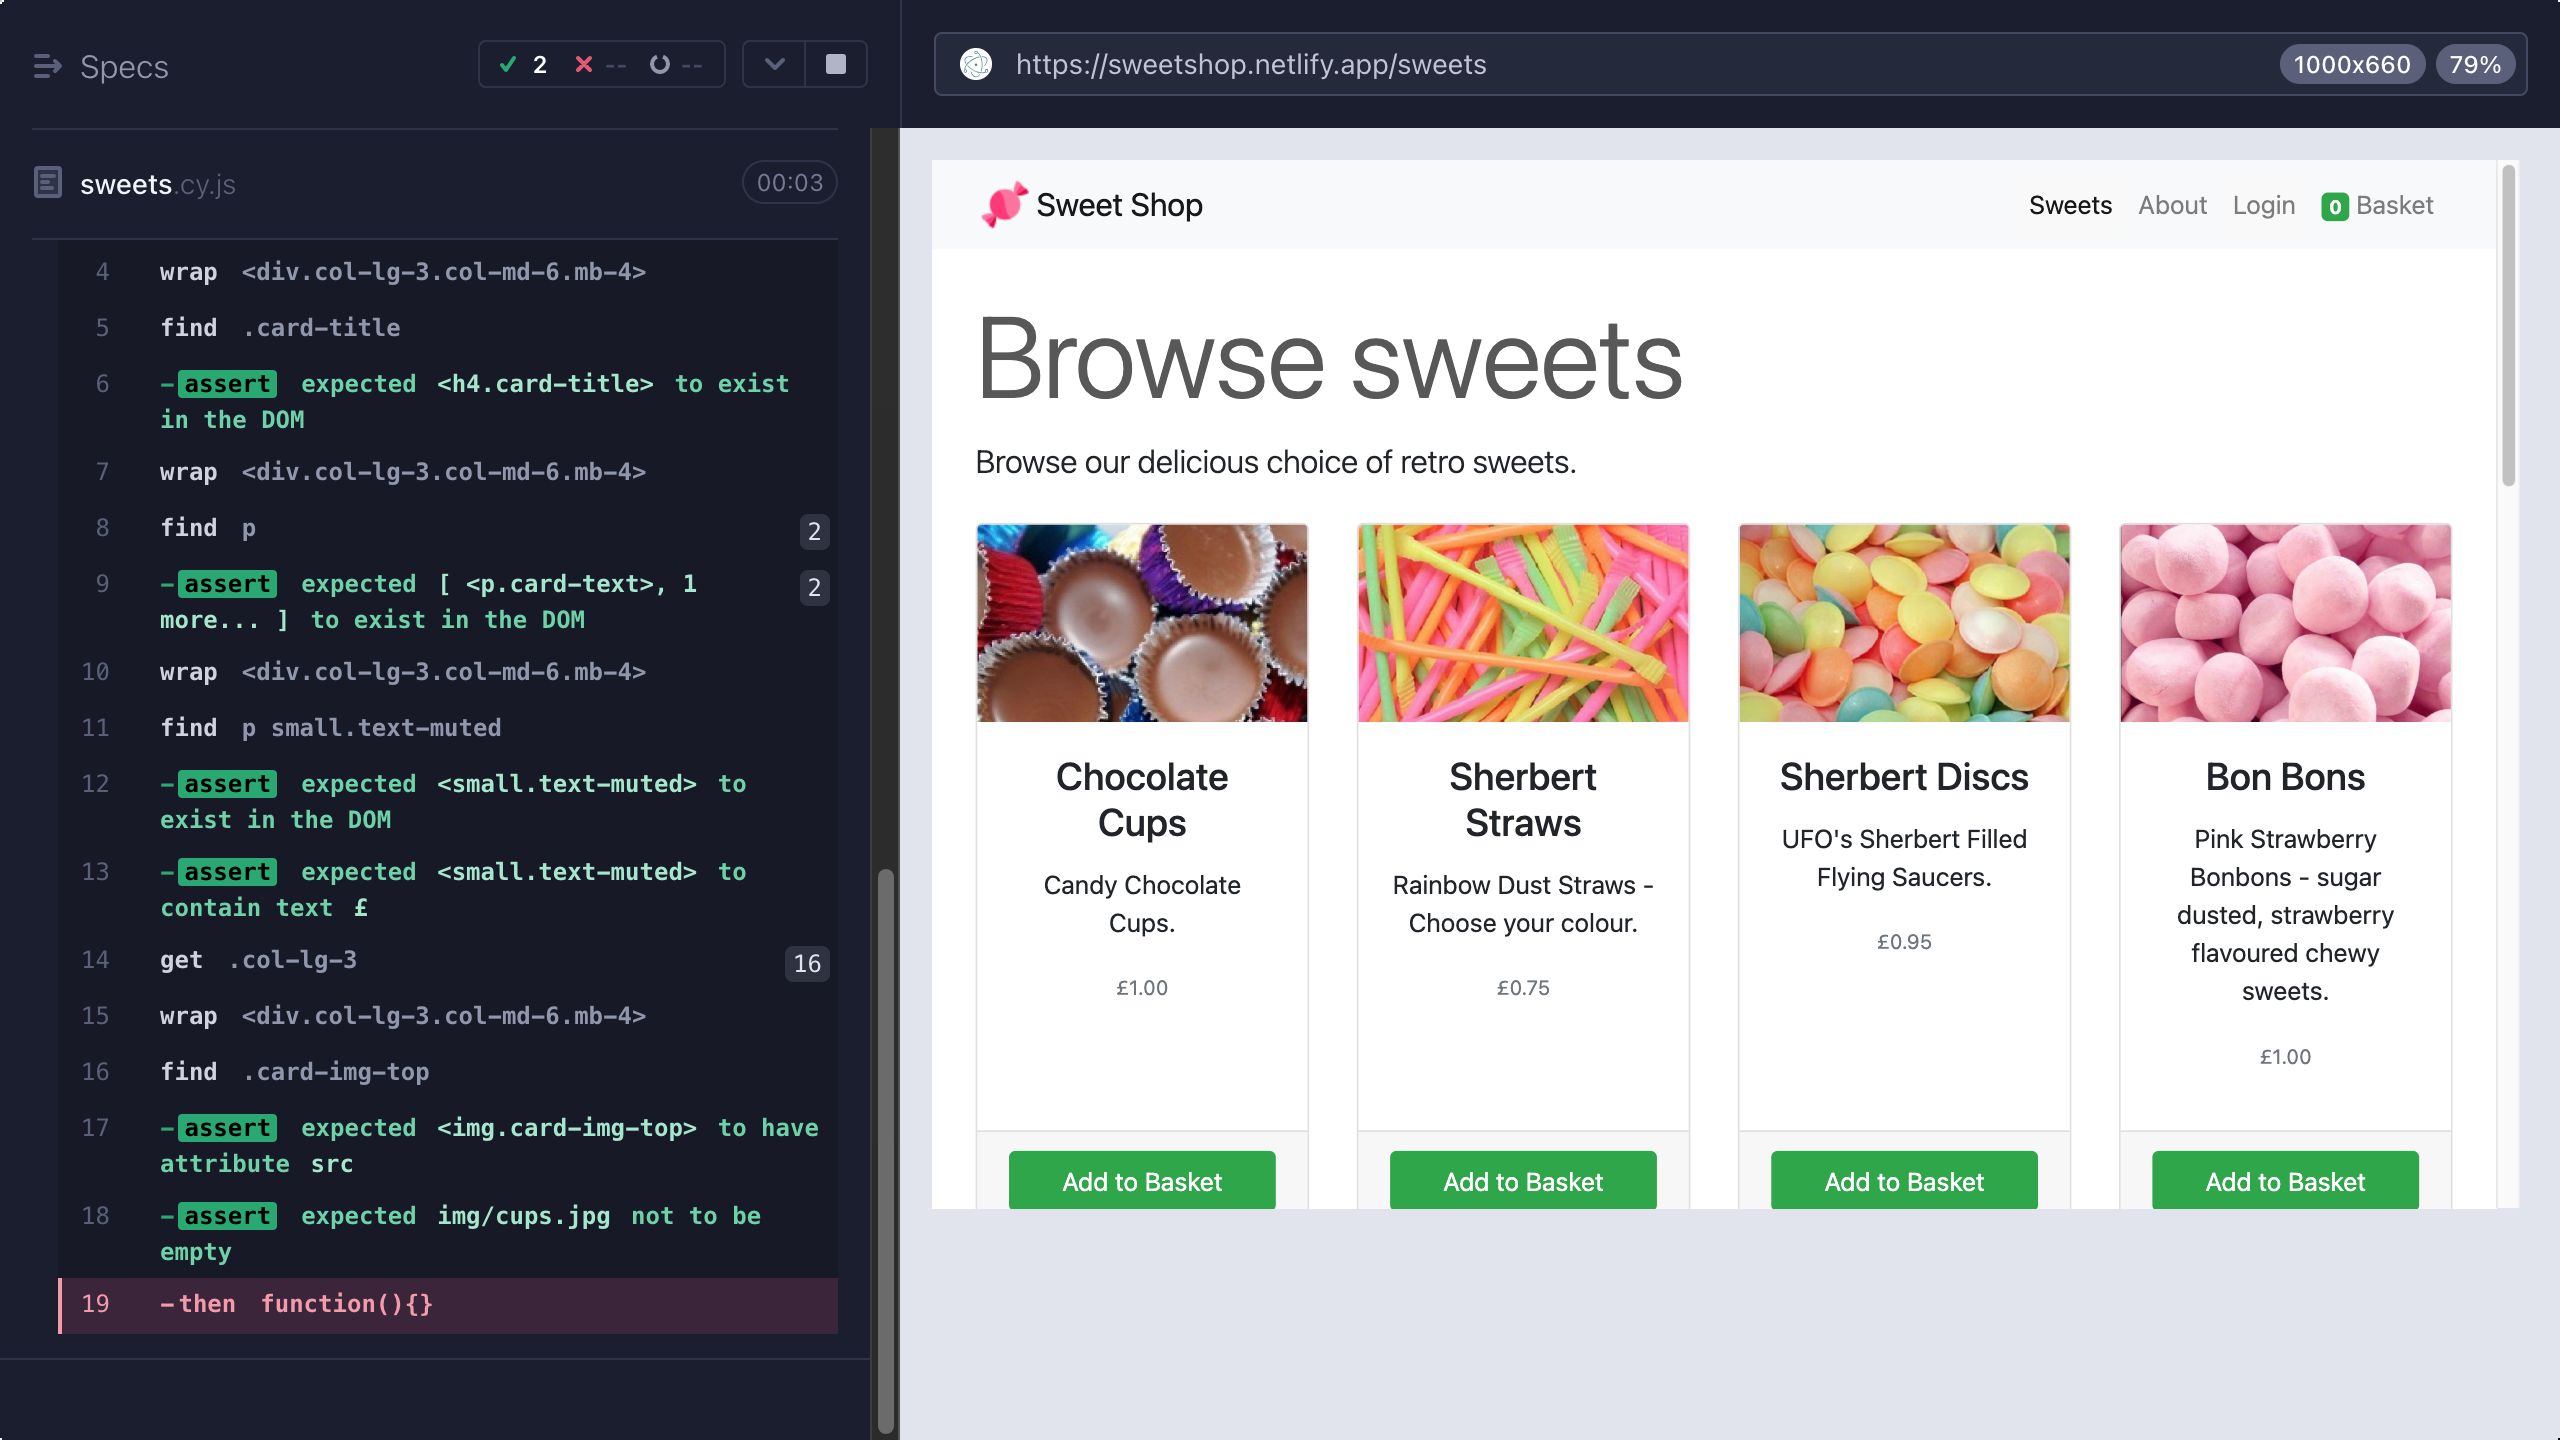 Specs
2 -- --
sweets.cy.js 00:03
4 wrap <div.col-lg-3.col-md-6.mb-4>
5 find .card-title
6 -assert expected <h4.card-title> to exist
in the DOM
7 wrap <div.col-lg-3.col-md-6.mb-4>
8 find p 2
9 -assert expected [ <p.card-text>, 1 2
more... ] to exist in the DOM
10 wrap <div.col-lg-3.col-md-6.mb-4>
11 find p small.text-muted
12 -assert expected <small.text-muted> to
exist in the DOM
13 -assert expected <small.text-muted> to
contain text £
14 get .col-lg-3 16
15 wrap <div.col-lg-3.col-md-6.mb-4>
16 find .card-img-top
17 -assert expected <img.card-img-top> to have
attribute src
18 -assert expected img/cups.jpg not to be
empty
19 -then function(){}
https://sweetshop.netlify.app/sweets 1000x660 79%
Sweet Shop Sweets About Login 0 Basket
Browse sweets
Browse our delicious choice of retro sweets.
Chocolate
Cups
Candy Chocolate
Cups.
£1.00
Add to Basket
Sherbert
Straws
Rainbow Dust Straws -
Choose your colour.
£0.75
Add to Basket
Sherbert Discs
UFO's Sherbert Filled
Flying Saucers.
£0.95
Add to Basket
Bon Bons
Pink Strawberry
Bonbons - sugar
dusted, strawberry
flavoured chewy
sweets.
£1.00
Add to Basket